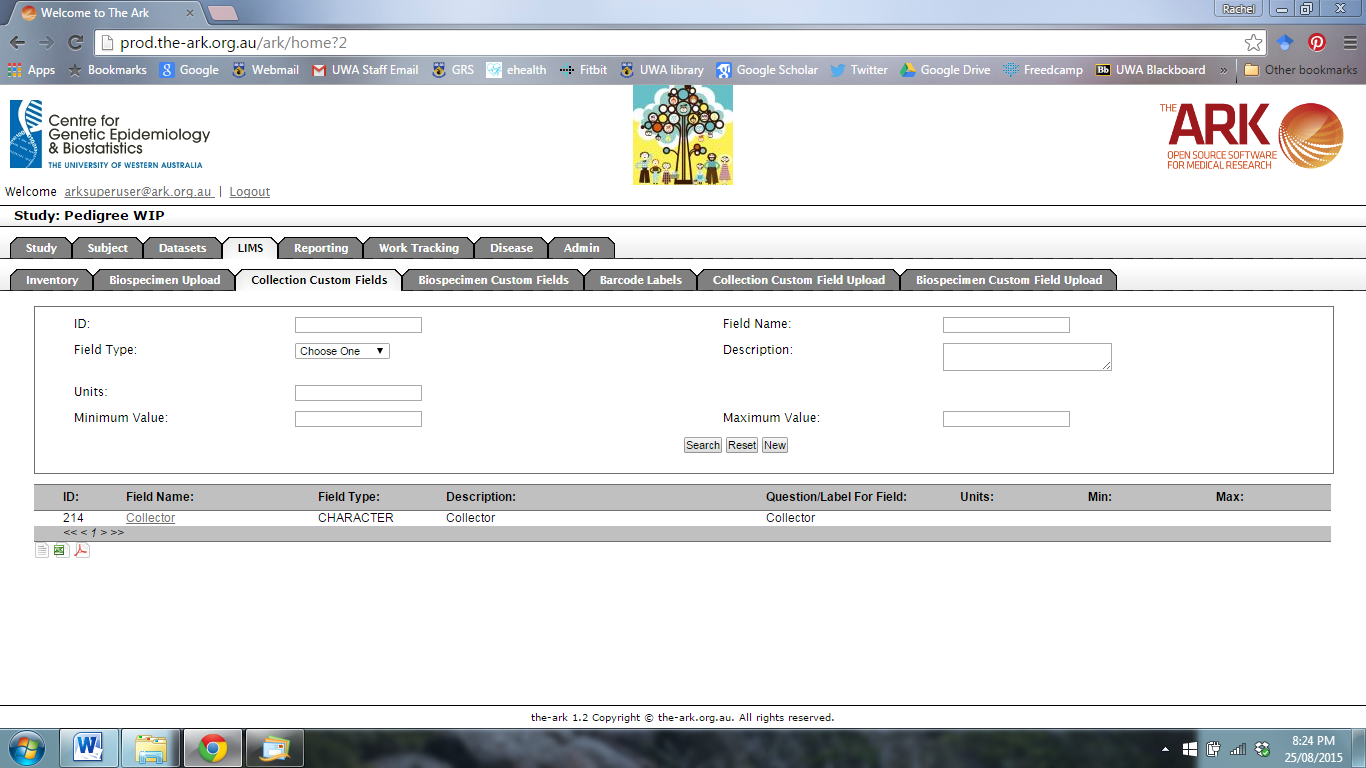 Welcome to The Ark
Rachel
prod.the-ark.org.au/ark/home?2
Apps Bookmarks Google Webmail UWA Staff Email GRS ehealth Fitbit UWA library Google Scholar Twitter Google Drive Freedcamp Bb UWA Blackboard » Other bookmarks
Centre for
Genetic Epidemiology
& Biostatistics
THE UNIVERSITY OF WESTERN AUSTRALIA
THE ARK
OPEN SOURCE SOFTWARE
FOR MEDICAL RESEARCH
Welcome arksuperuser@ark.org.au | Logout
Study: Pedigree WIP
Study Subject Datasets LIMS Reporting Work Tracking Disease Admin
Inventory Biospecimen Upload Collection Custom Fields Biospecimen Custom Fields Barcode Labels Collection Custom Field Upload Biospecimen Custom Field Upload
ID: Field Name:
Field Type: Choose One Description:
Units:
Minimum Value: Maximum Value:
Search Reset New
ID: Field Name: Field Type: Description: Question/Label For Field: Units: Min: Max:
214 Collector CHARACTER Collector Collector
<< < 1 > >>
the-ark 1.2 Copyright © the-ark.org.au. All rights reserved.
8:24 PM
25/08/2015